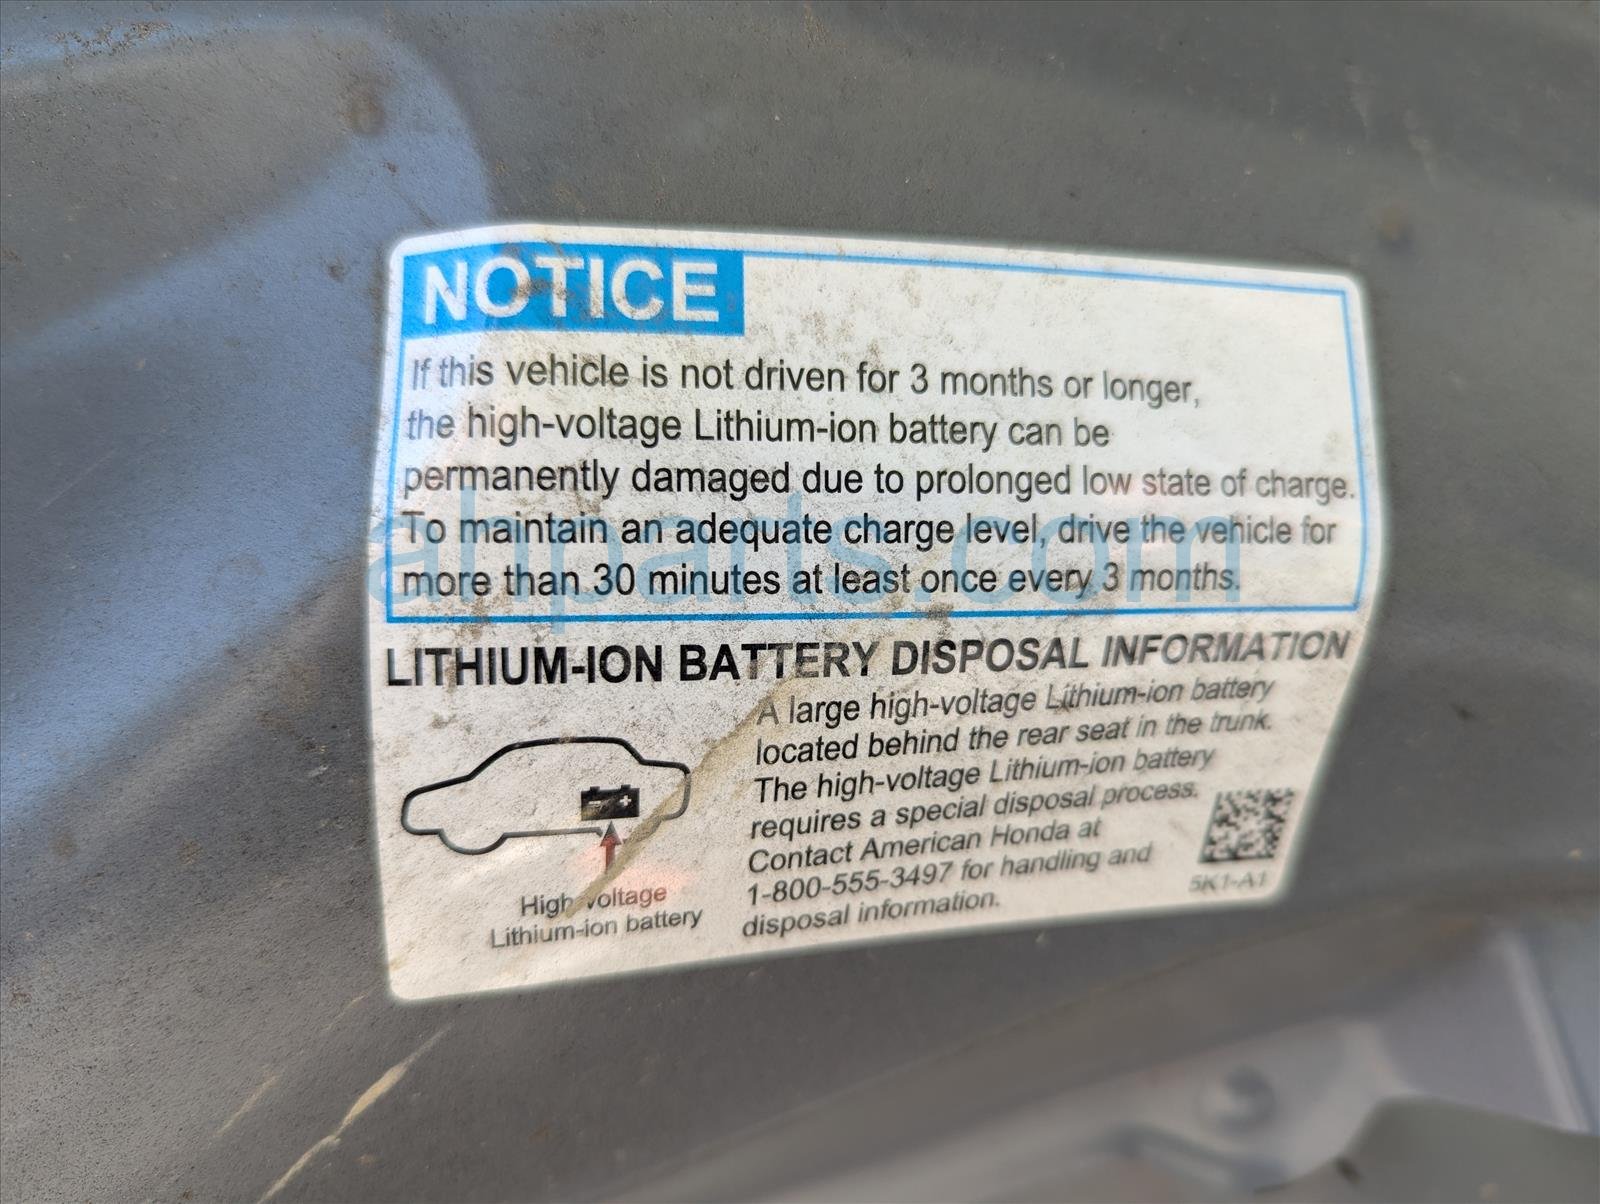 NOTICE
If this vehicle is not driven for 3 months or longer,
the high-voltage Lithium-ion battery can be
permanently damaged due to prolonged low state of charge.
To maintain an adequate charge level, drive the vehicle for
more than 30 minutes at least once every 3 months.
ahparts.com
LITHIUM-ION BATTERY DISPOSAL INFORMATION
A large high-voltage Lithium-ion battery
located behind the rear seat in the trunk.
The high-voltage Lithium-ion battery
requires a special disposal process.
Contact American Honda at
1-800-555-3497 for handling and
disposal information.
High voltage
Lithium-ion battery
5K1-A1